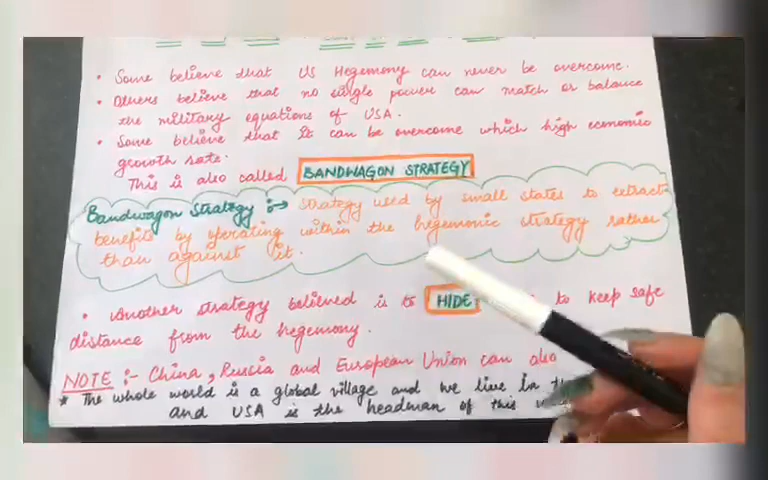 • Some believe that US Hegemony can never be overcome.
• Others believe that no single power can match or balance
the military equations of USA.
• Some believe that it can be overcome which high economic
growth rate.
This is also called BANDWAGON STRATEGY
Bandwagon Strategy :→ strategy used by small states to extract
benefits by operating within the hegemonic strategy rather
than against it.
• Another strategy believed is to HIDE to keep safe
distance from the hegemony.
NOTE :- China, Russia and European Union can also
* The whole world is a global village and we live in
and USA is the headman of this